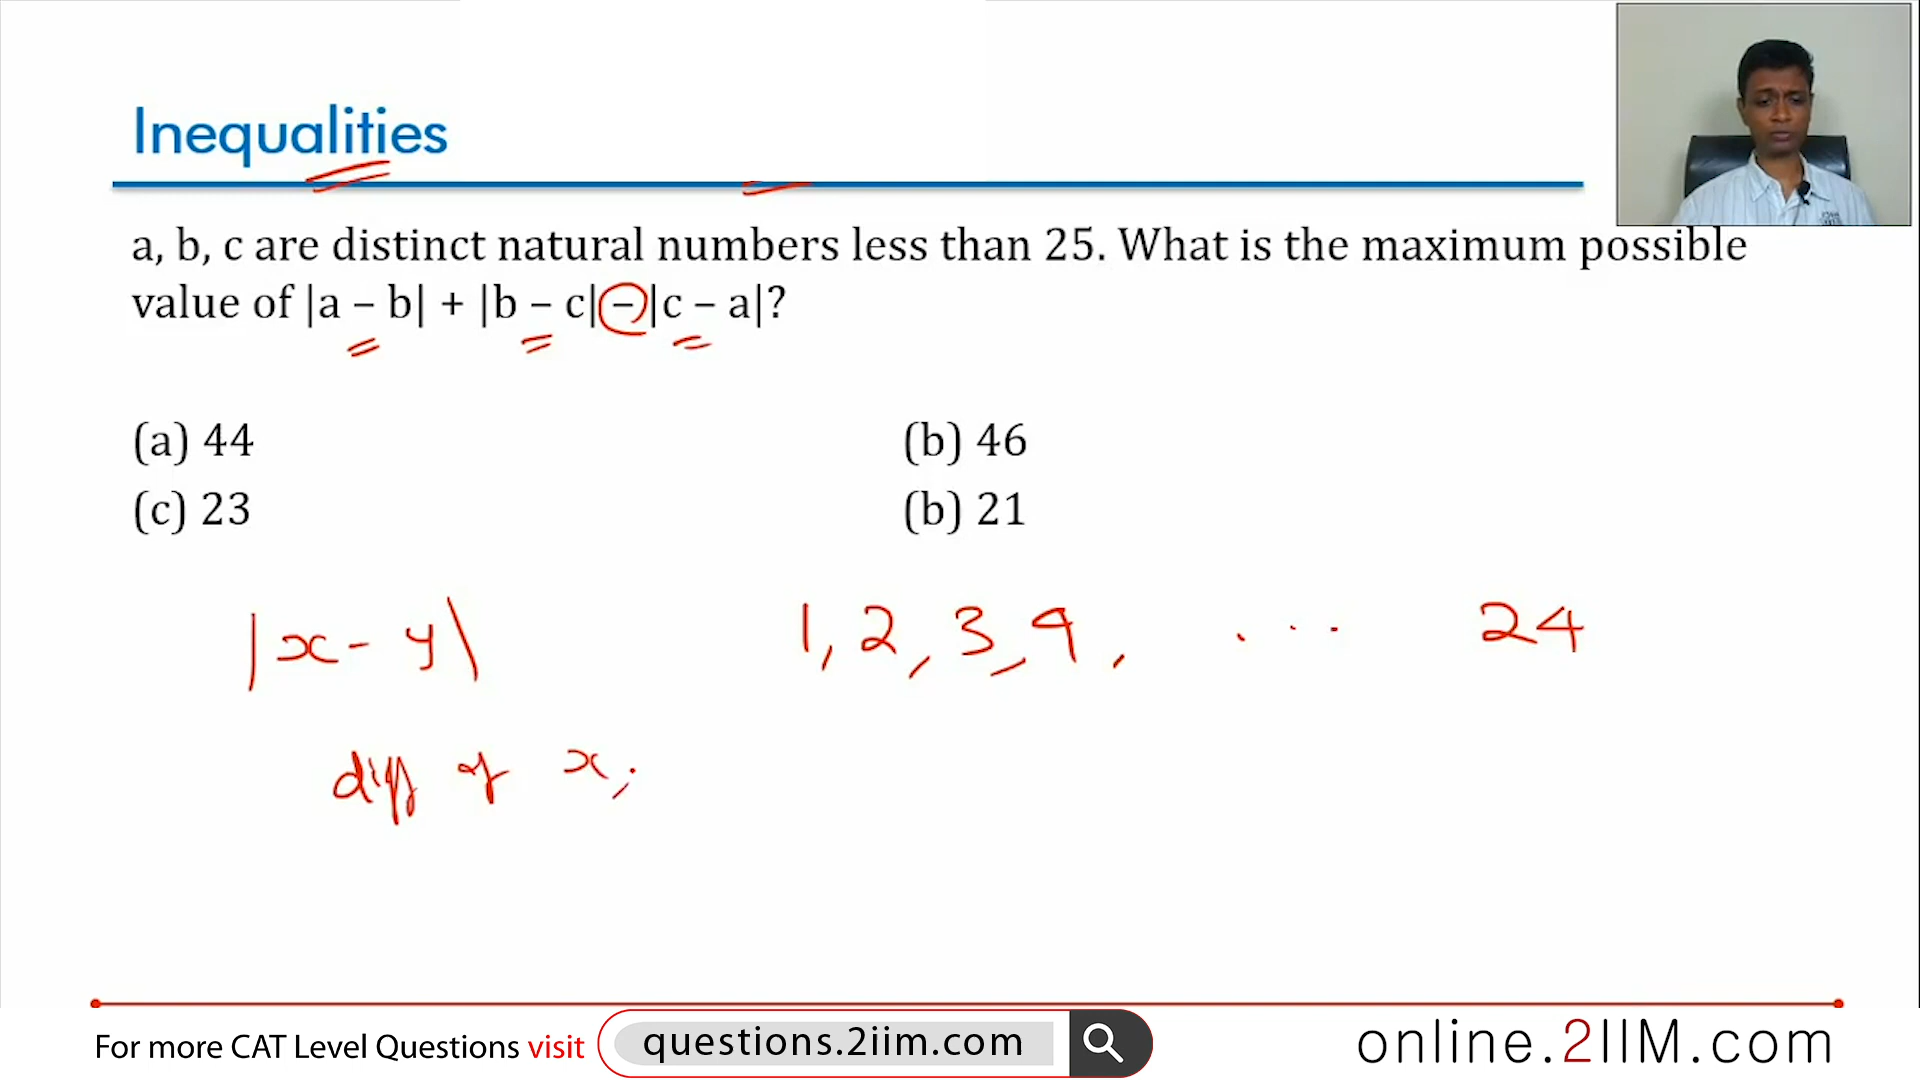 Inequalities
a, b, c are distinct natural numbers less than 25. What is the maximum possible
value of |a – b| + |b – c| – |c – a|?
(a) 44
(b) 46
(c) 23
(b) 21
|x - y|
1, 2, 3, 4, . . . 24
diff of x,
For more CAT Level Questions visit questions.2iim.com
online.2IIM.com